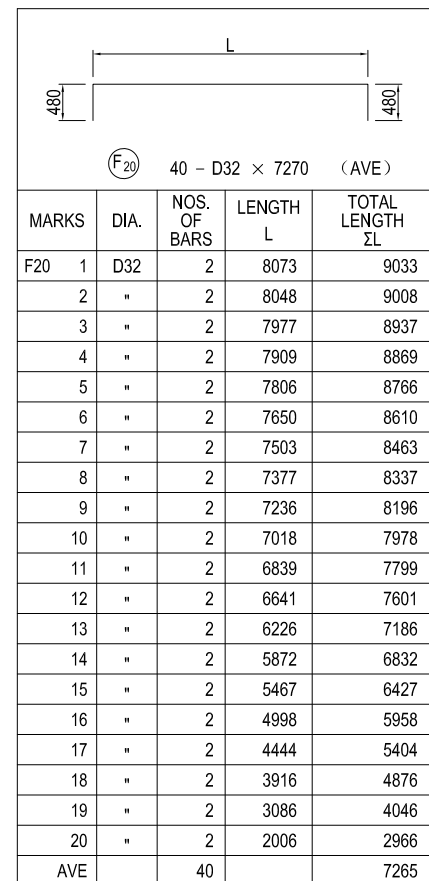 L
480
480
F20 40 - D32 × 7270 (AVE)
MARKS DIA. NOS. OF BARS LENGTH L TOTAL LENGTH ΣL
F20 1 D32 2 8073 9033
2 " 2 8048 9008
3 " 2 7977 8937
4 " 2 7909 8869
5 " 2 7806 8766
6 " 2 7650 8610
7 " 2 7503 8463
8 " 2 7377 8337
9 " 2 7236 8196
10 " 2 7018 7978
11 " 2 6839 7799
12 " 2 6641 7601
13 " 2 6226 7186
14 " 2 5872 6832
15 " 2 5467 6427
16 " 2 4998 5958
17 " 2 4444 5404
18 " 2 3916 4876
19 " 2 3086 4046
20 " 2 2006 2966
AVE 40 7265